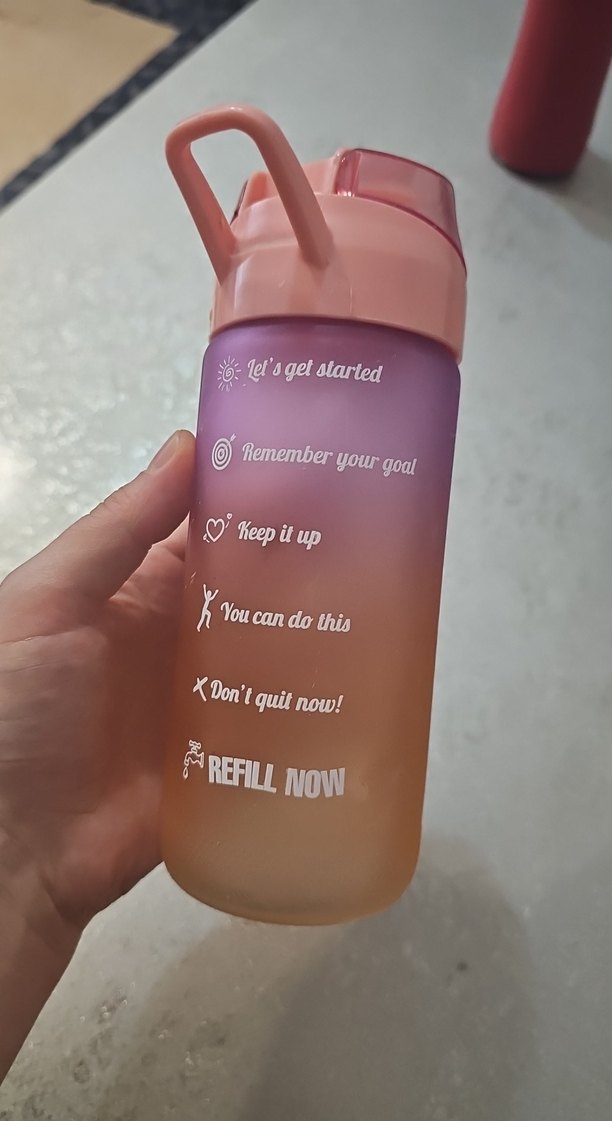 Let's get started
Remember your goal
Keep it up
You can do this
Don't quit now!
REFILL NOW